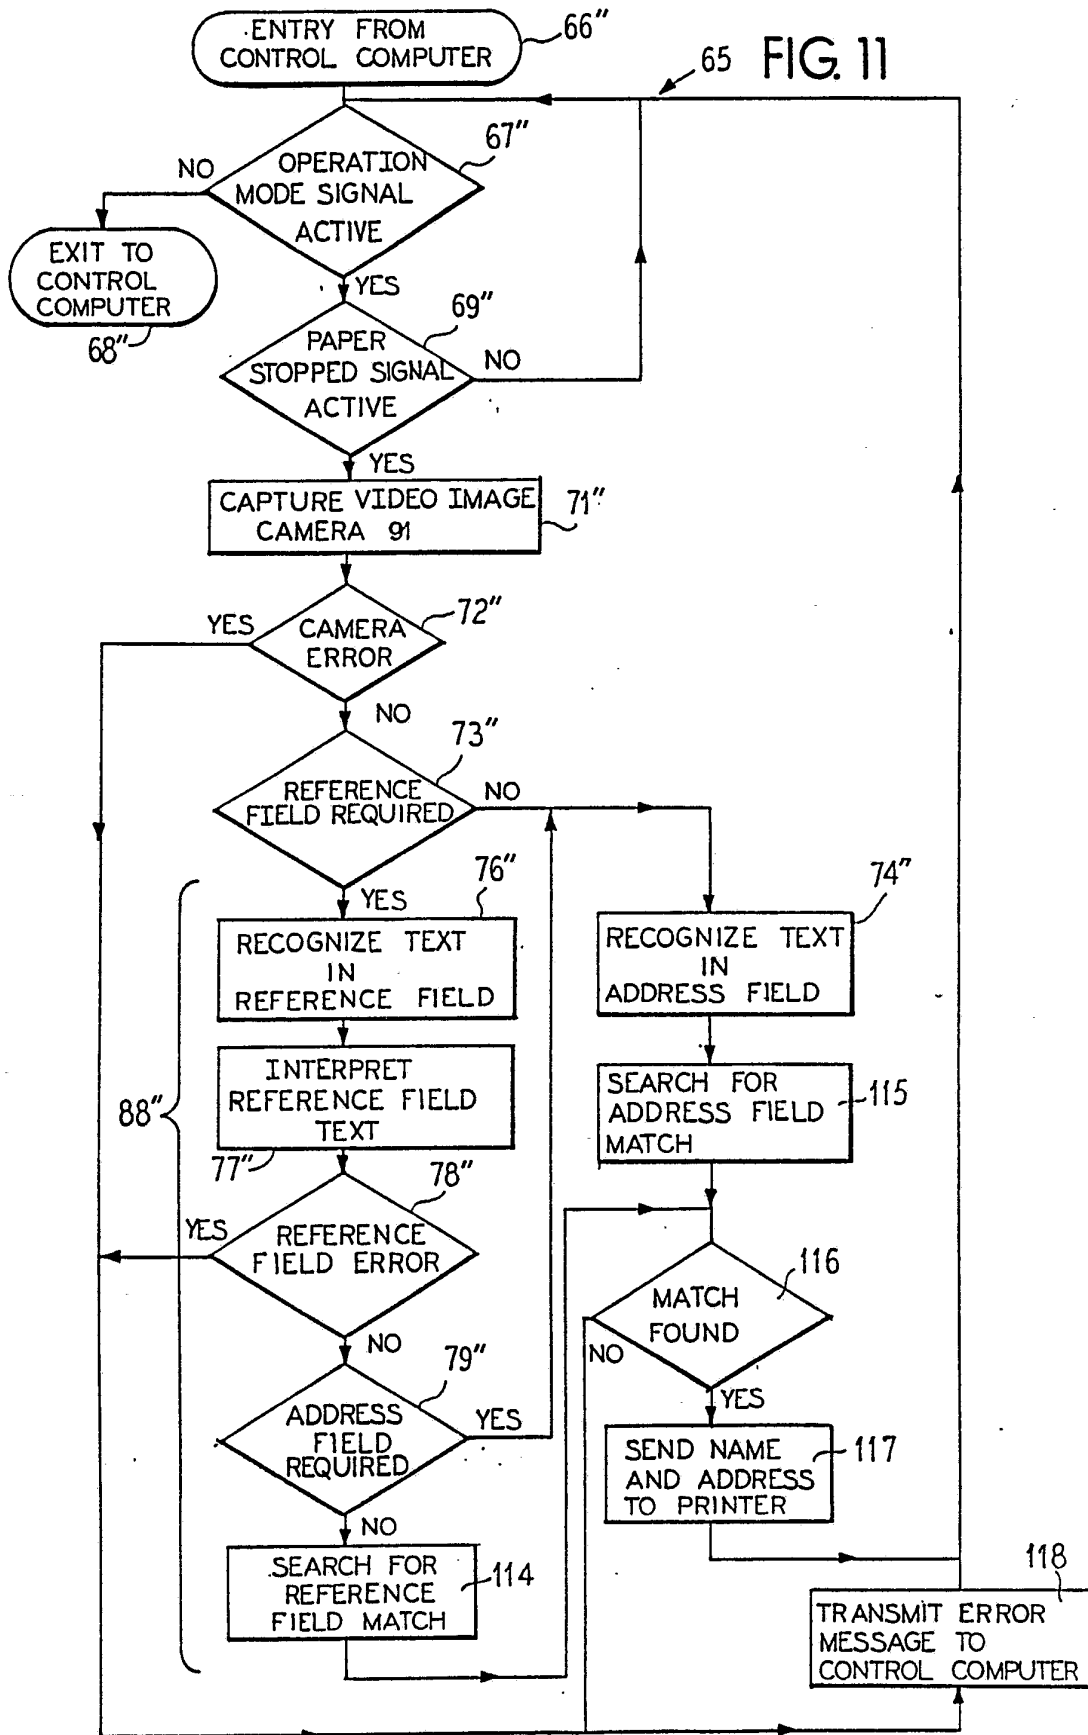 ENTRY FROM
CONTROL COMPUTER
66"
65
FIG. 11
67"
NO
OPERATION
MODE SIGNAL
ACTIVE
EXIT TO
CONTROL
COMPUTER
68"
YES
69"
PAPER
STOPPED SIGNAL
ACTIVE
NO
YES
CAPTURE VIDEO IMAGE
CAMERA 91
71"
72"
YES
CAMERA
ERROR
NO
73"
REFERENCE
FIELD REQUIRED
NO
YES
76"
74"
RECOGNIZE TEXT
IN
REFERENCE FIELD
RECOGNIZE TEXT
IN
ADDRESS FIELD
88"
INTERPRET
REFERENCE FIELD
TEXT
77"
SEARCH FOR
ADDRESS FIELD
MATCH
115
78"
YES
REFERENCE
FIELD ERROR
NO
116
MATCH
FOUND
NO
YES
79"
ADDRESS
FIELD
REQUIRED
YES
NO
SEND NAME
AND ADDRESS
TO PRINTER
117
SEARCH FOR
REFERENCE
FIELD MATCH
114
118
TRANSMIT ERROR
MESSAGE TO
CONTROL COMPUTER